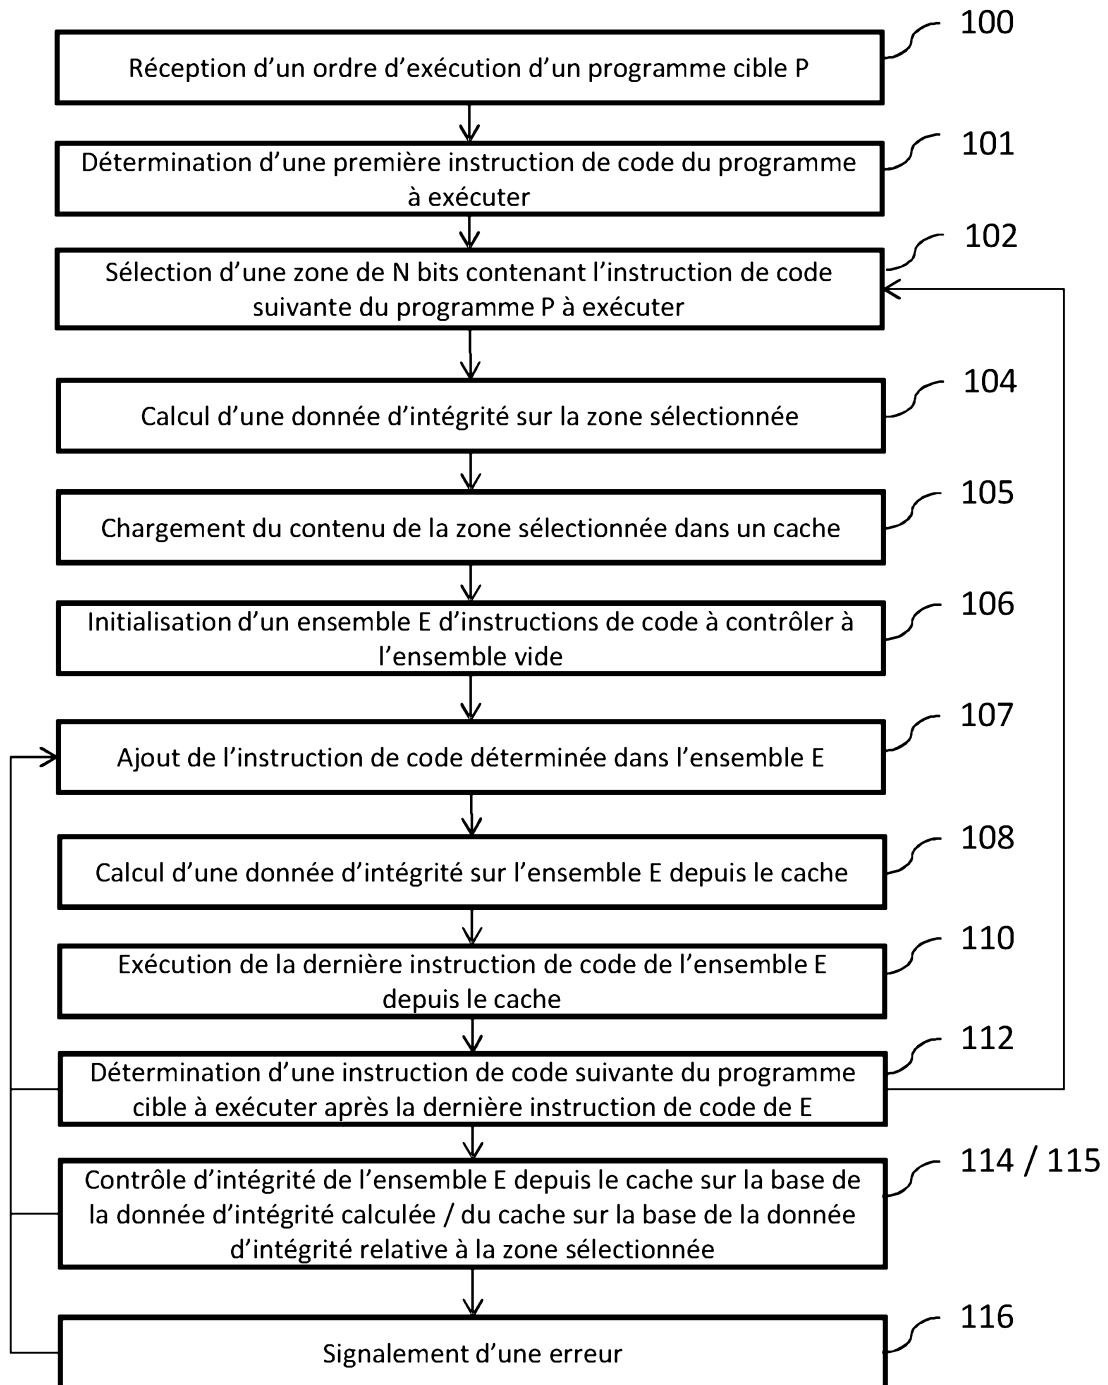 100
Réception d’un ordre d’exécution d’un programme cible P
101
Détermination d’une première instruction de code du programme
à exécuter
102
Sélection d’une zone de N bits contenant l’instruction de code
suivante du programme P à exécuter
104
Calcul d’une donnée d’intégrité sur la zone sélectionnée
105
Chargement du contenu de la zone sélectionnée dans un cache
106
Initialisation d’un ensemble E d’instructions de code à contrôler à
l’ensemble vide
107
Ajout de l’instruction de code déterminée dans l’ensemble E
108
Calcul d’une donnée d’intégrité sur l’ensemble E depuis le cache
110
Exécution de la dernière instruction de code de l’ensemble E
depuis le cache
112
Détermination d’une instruction de code suivante du programme
cible à exécuter après la dernière instruction de code de E
114 / 115
Contrôle d’intégrité de l’ensemble E depuis le cache sur la base de
la donnée d’intégrité calculée / du cache sur la base de la donnée
d’intégrité relative à la zone sélectionnée
116
Signalement d’une erreur